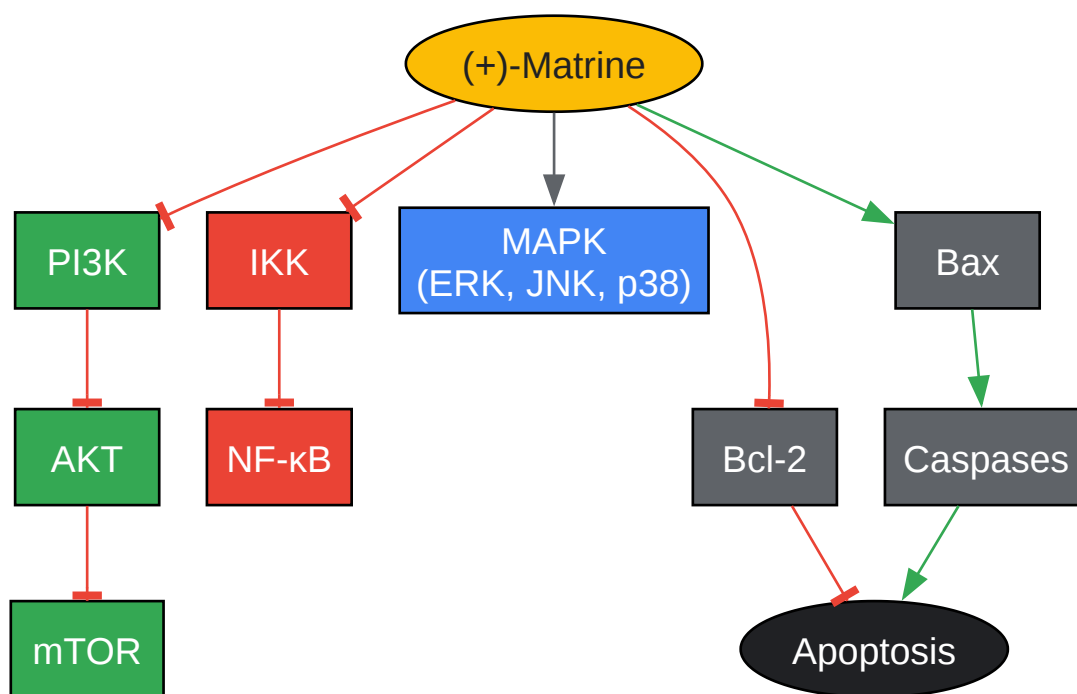 (+)-Matrine
PI3K
IKK
MAPK
(ERK, JNK, p38)
Bax
AKT
NF-κB
Bcl-2
Caspases
mTOR
Apoptosis